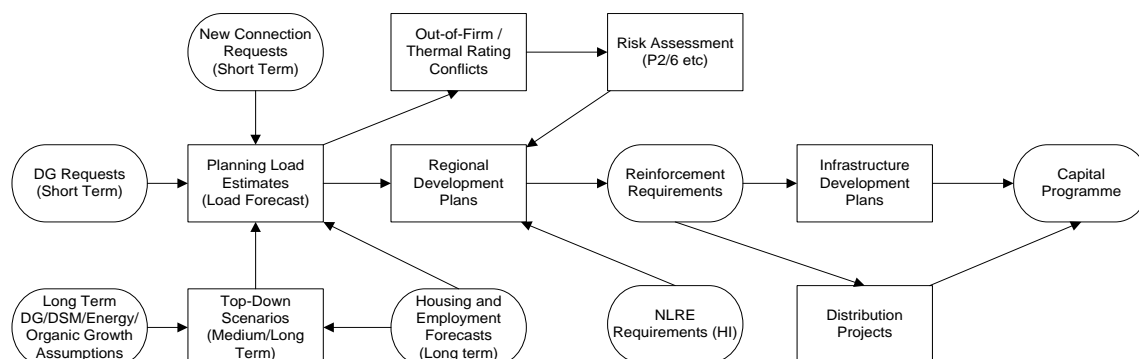 New Connection
Requests
(Short Term)
Out-of-Firm /
Thermal Rating
Conflicts
Risk Assessment
(P2/6 etc)
DG Requests
(Short Term)
Planning Load
Estimates
(Load Forecast)
Regional
Development
Plans
Reinforcement
Requirements
Infrastructure
Development
Plans
Capital
Programme
Long Term
DG/DSM/Energy/
Organic Growth
Assumptions
Top-Down
Scenarios
(Medium/Long
Term)
Housing and
Employment
Forecasts
(Long term)
NLRE
Requirements (HI)
Distribution
Projects